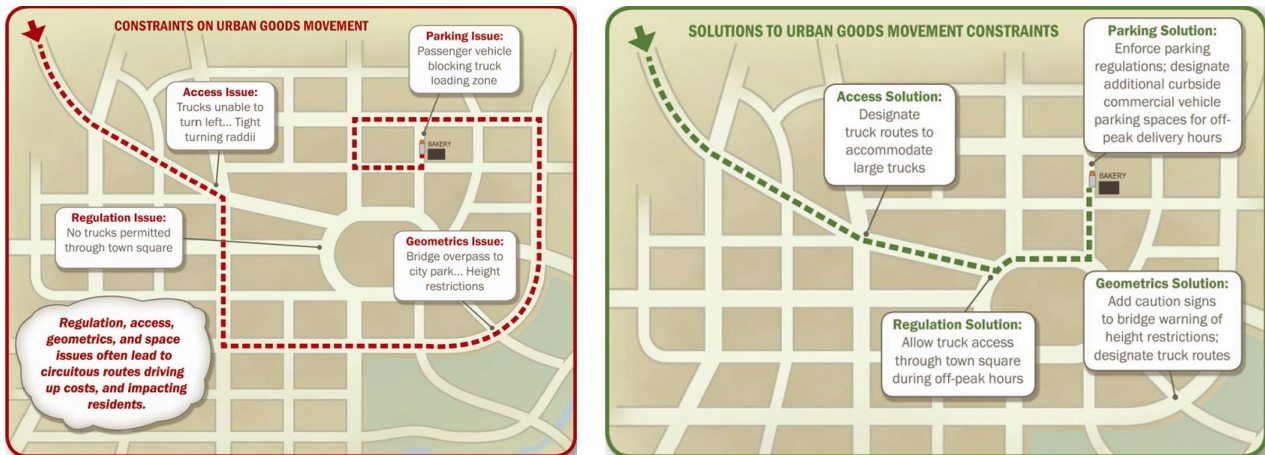 CONSTRAINTS ON URBAN GOODS MOVEMENT
Parking Issue:
Passenger vehicle
blocking truck
loading zone
Access Issue:
Trucks unable to
turn left... Tight
turning raddii
BAKERY
Regulation Issue:
No trucks permitted
through town square
Geometrics Issue:
Bridge overpass to
city park... Height
restrictions
Regulation, access,
geometrics, and space
issues often lead to
circuitous routes driving
up costs, and impacting
residents.
SOLUTIONS TO URBAN GOODS MOVEMENT CONSTRAINTS
Parking Solution:
Enforce parking
regulations; designate
additional curbside
commercial vehicle
parking spaces for off-
peak delivery hours
Access Solution:
Designate
truck routes to
accommodate
large trucks
BAKERY
Geometrics Solution:
Add caution signs
to bridge warning of
height restrictions;
designate truck routes
Regulation Solution:
Allow truck access
through town square
during off-peak hours